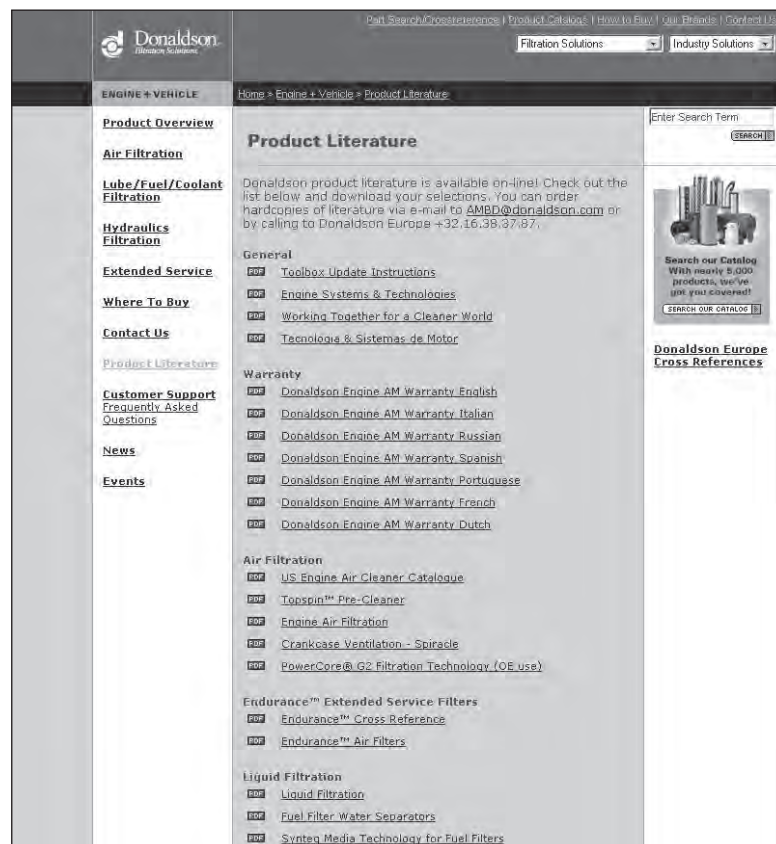 Part Search/Crossreference | Product Catalogs | How to Buy | Our Brands | Contact Us
Donaldson.
Filtration Solutions
Filtration Solutions
Industry Solutions
ENGINE + VEHICLE
Home > Engine + Vehicle > Product Literature
Product Overview
Air Filtration
Lube/Fuel/Coolant
Filtration
Hydraulics
Filtration
Extended Service
Where To Buy
Contact Us
Product Literature
Customer Support
Frequently Asked
Questions
News
Events
Product Literature
Donaldson product literature is available on-line! Check out the
list below and download your selections. You can order
hardcopies of literature via e-mail to AMBD@donaldson.com or
by calling to Donaldson Europe +32.16.38.37.87.
General
PDF Toolbox Update Instructions
PDF Engine Systems & Technologies
PDF Working Together for a Cleaner World
PDF Tecnologia & Sistemas de Motor
Warranty
PDF Donaldson Engine AM Warranty English
PDF Donaldson Engine AM Warranty Italian
PDF Donaldson Engine AM Warranty Russian
PDF Donaldson Engine AM Warranty Spanish
PDF Donaldson Engine AM Warranty Portuguese
PDF Donaldson Engine AM Warranty French
PDF Donaldson Engine AM Warranty Dutch
Air Filtration
PDF US Engine Air Cleaner Catalogue
PDF Topspin™ Pre-Cleaner
PDF Engine Air Filtration
PDF Crankcase Ventilation - Spiracle
PDF PowerCore® G2 Filtration Technology (OE use)
Endurance™ Extended Service Filters
PDF Endurance™ Cross Reference
PDF Endurance™ Air Filters
Liquid Filtration
PDF Liquid Filtration
PDF Fuel Filter Water Separators
PDF Synteq Media Technology for Fuel Filters
Enter Search Term
SEARCH
Search our Catalog
With nearly 5,000
products, we've
got you covered!
SEARCH OUR CATALOG
Donaldson Europe
Cross References